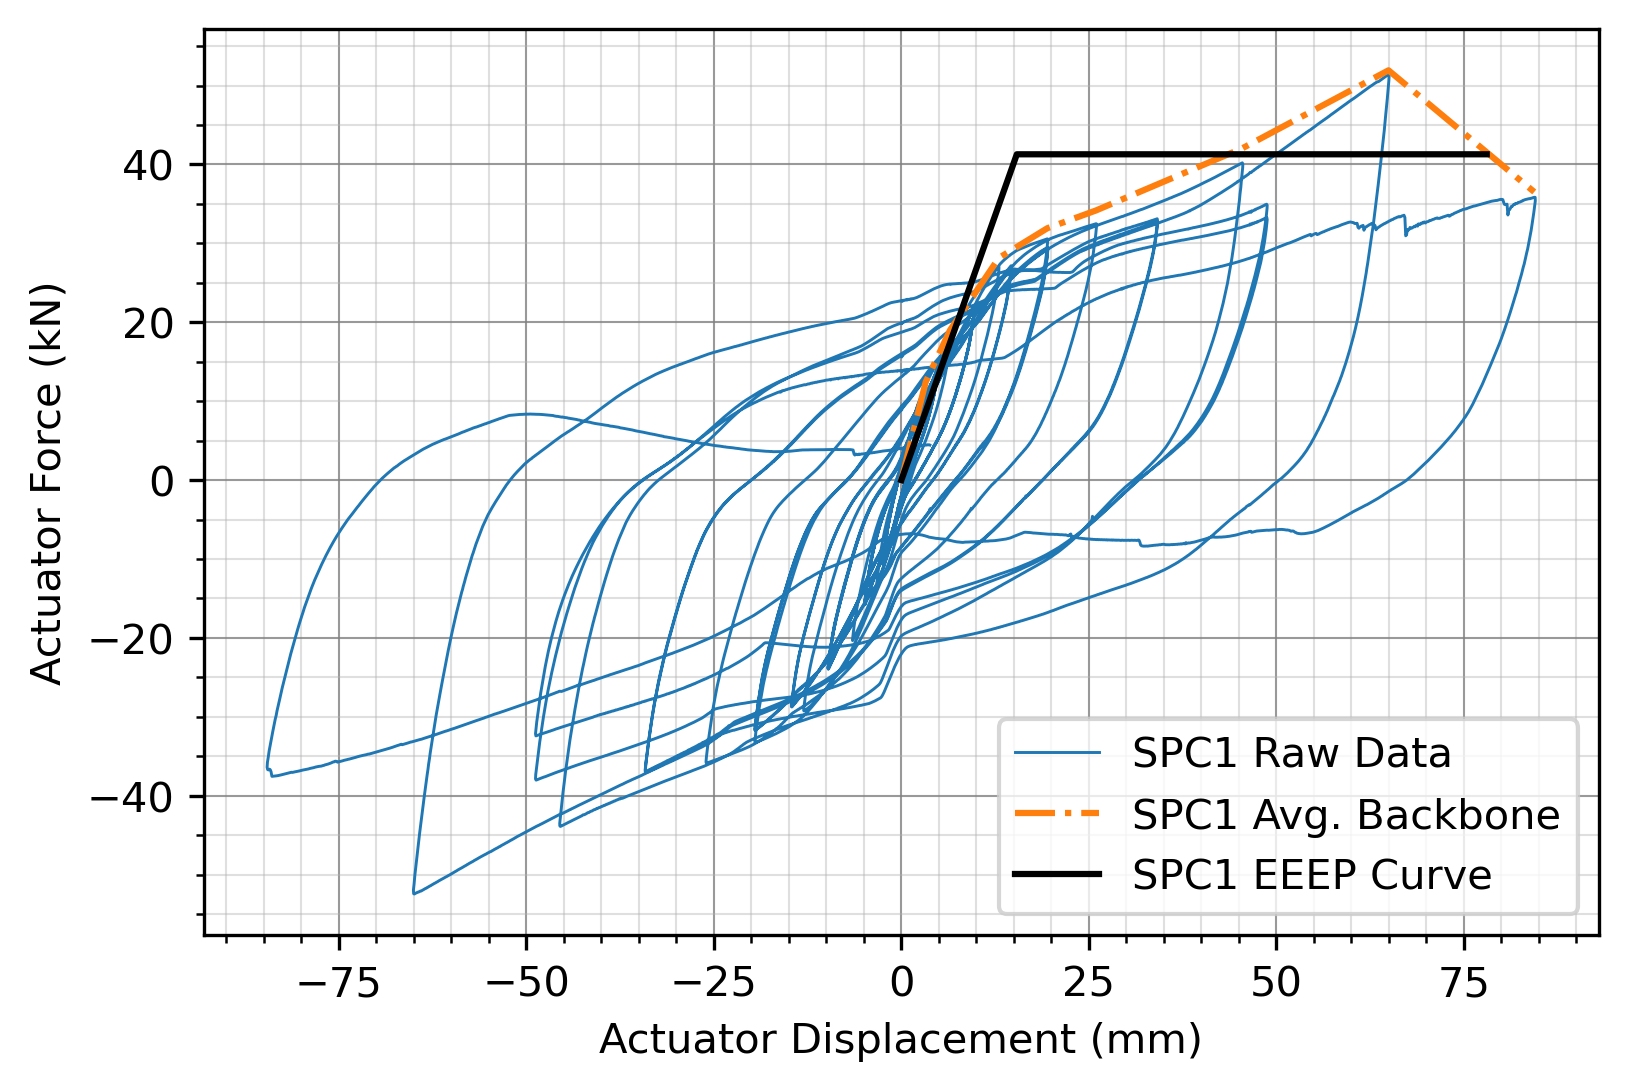 Actuator Force (kN)
40
20
0
−20
−40
SPC1 Raw Data
SPC1 Avg. Backbone
SPC1 EEEP Curve
−75 −50 −25 0 25 50 75
Actuator Displacement (mm)